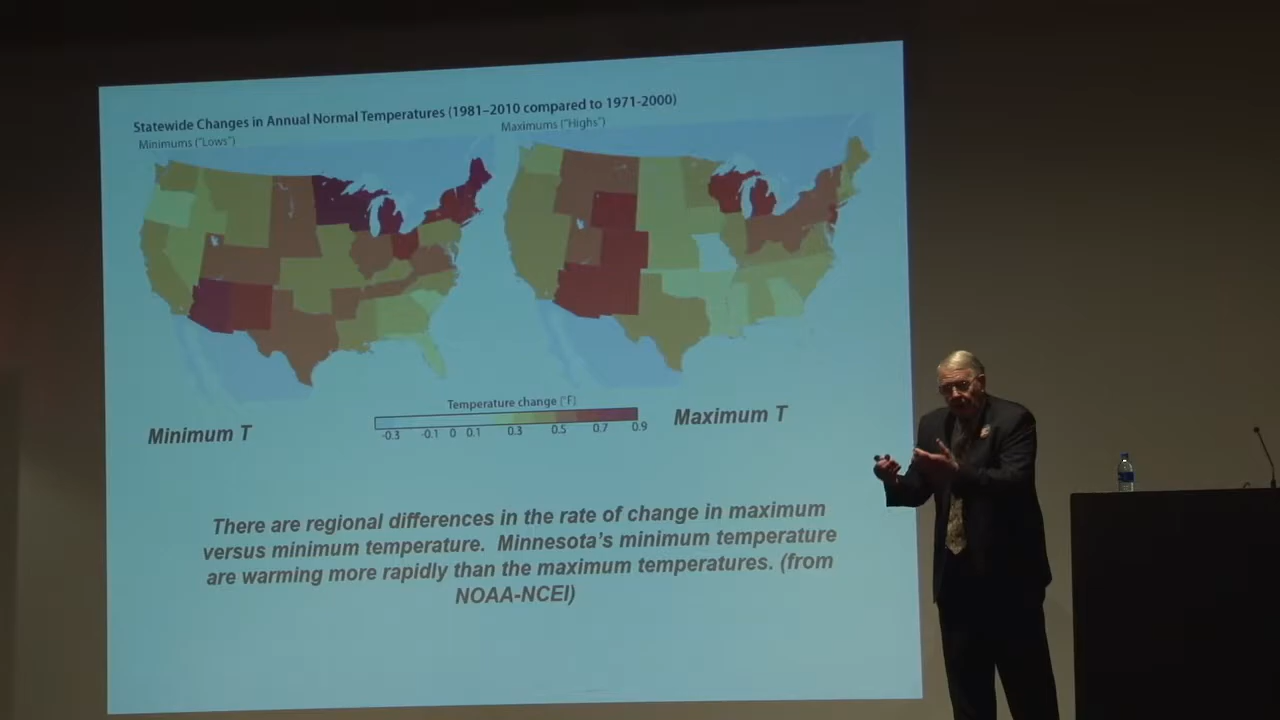 Statewide Changes in Annual Normal Temperatures (1981–2010 compared to 1971-2000)
Minimums ("Lows")
Maximums ("Highs")
Temperature change (°F)
-0.3 -0.1 0 0.1 0.3 0.5 0.7 0.9
Minimum T
Maximum T
There are regional differences in the rate of change in maximum
versus minimum temperature. Minnesota's minimum temperature
are warming more rapidly than the maximum temperatures. (from
NOAA-NCEI)